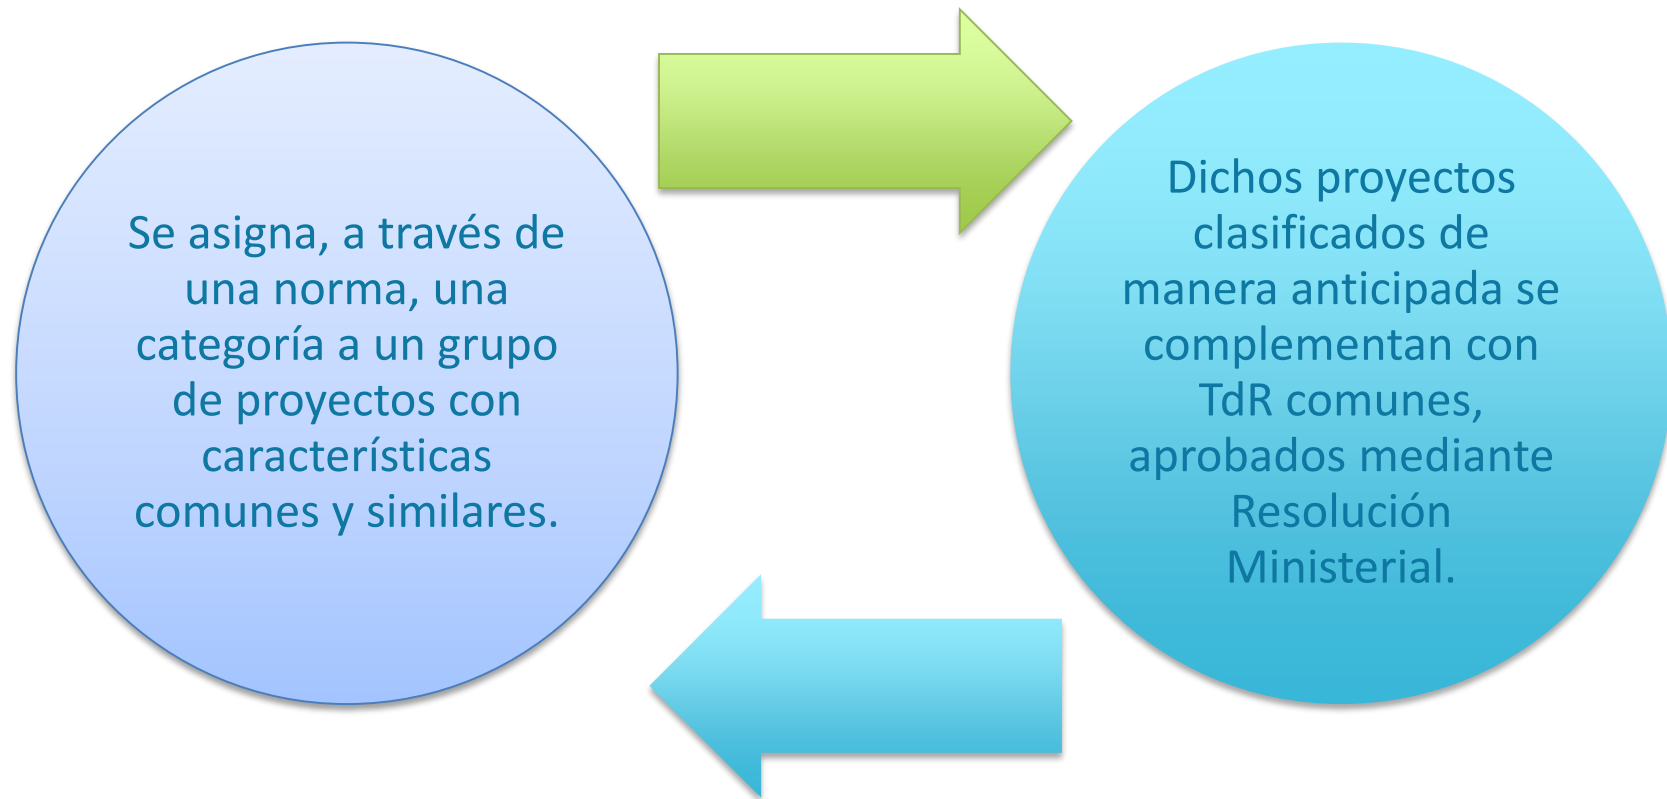 Se asigna, a través de
una norma, una
categoría a un grupo
de proyectos con
características
comunes y similares.
Dichos proyectos
clasificados de
manera anticipada se
complementan con
TdR comunes,
aprobados mediante
Resolución
Ministerial.